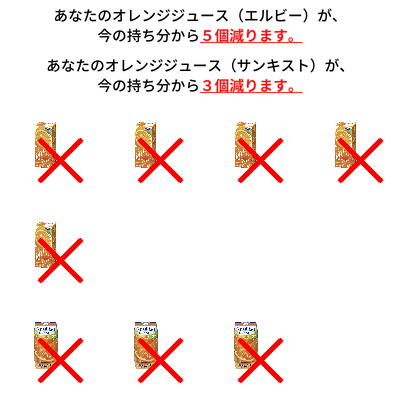 あなたのオレンジジュース（エルビー）が、
今の持ち分から５個減ります。
あなたのオレンジジュース（サンキスト）が、
今の持ち分から３個減ります。